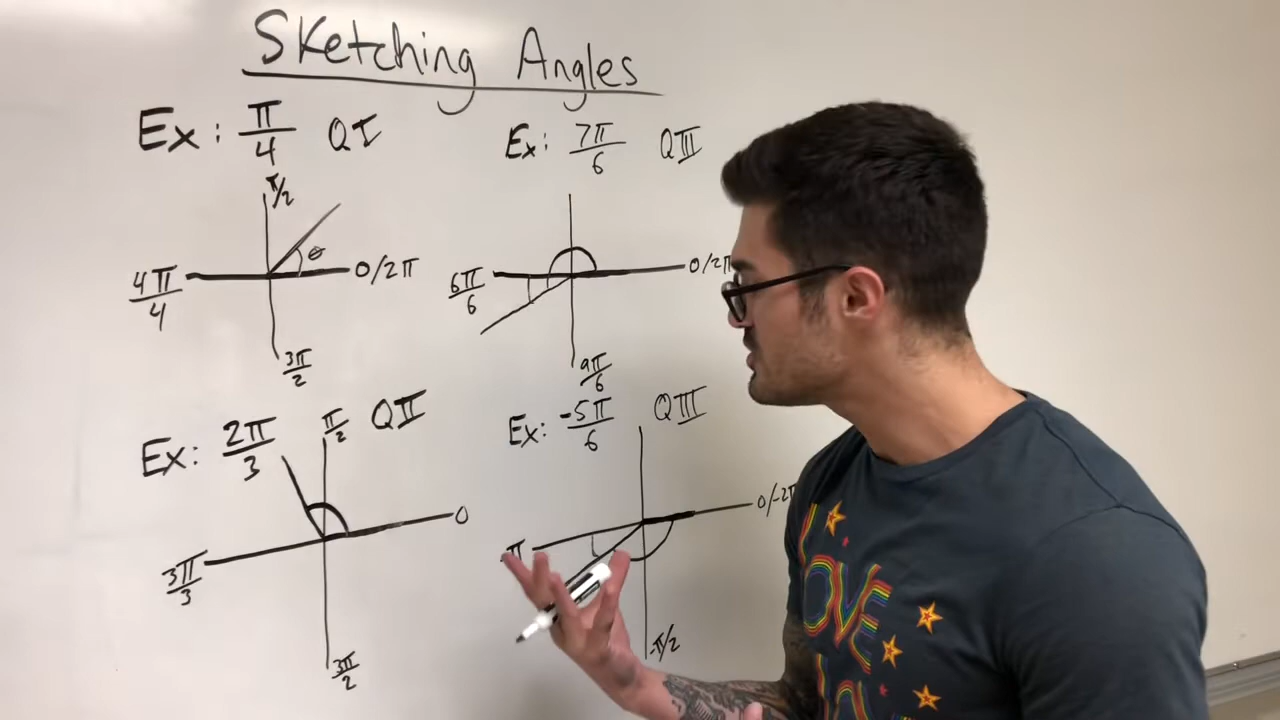 Sketching Angles
Ex: π/4 QI
π/2
θ
4π/4
0/2π
3π/2
Ex: 7π/6 QIII
6π/6
0/2π
9π/6
Ex: 2π/3 QII
π/2
0
3π/3
3π/2
Ex: -5π/6 QIII
0/-2π
π
-π/2
LOVE